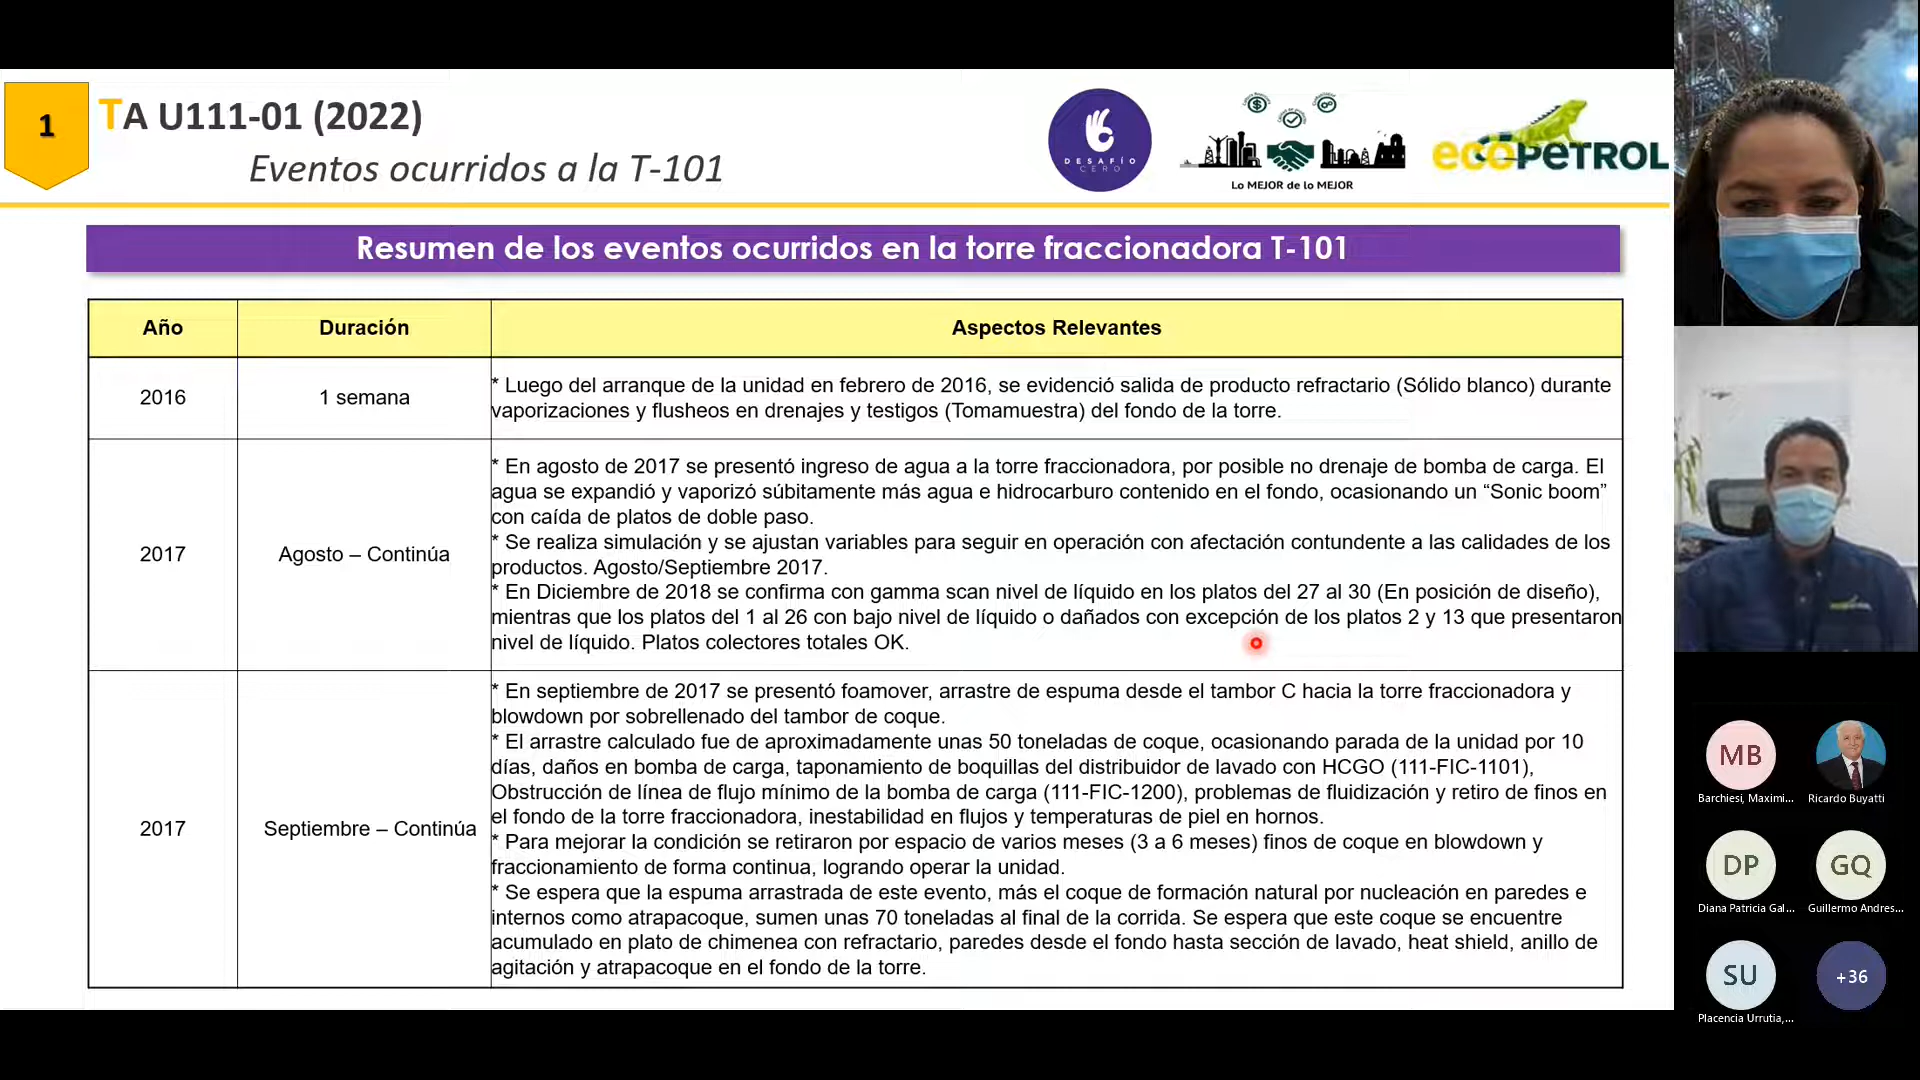 1
TA U111-01 (2022)
Eventos ocurridos a la T-101
DESAFÍO
CERO
Lo MEJOR de lo MEJOR
ecoPETROL
Resumen de los eventos ocurridos en la torre fraccionadora T-101
Año
Duración
Aspectos Relevantes
2016
1 semana
* Luego del arranque de la unidad en febrero de 2016, se evidenció salida de producto refractario (Sólido blanco) durante
vaporizaciones y flusheos en drenajes y testigos (Tomamuestra) del fondo de la torre.
2017
Agosto – Continúa
* En agosto de 2017 se presentó ingreso de agua a la torre fraccionadora, por posible no drenaje de bomba de carga. El
agua se expandió y vaporizó súbitamente más agua e hidrocarburo contenido en el fondo, ocasionando un “Sonic boom”
con caída de platos de doble paso.
* Se realiza simulación y se ajustan variables para seguir en operación con afectación contundente a las calidades de los
productos. Agosto/Septiembre 2017.
* En Diciembre de 2018 se confirma con gamma scan nivel de líquido en los platos del 27 al 30 (En posición de diseño),
mientras que los platos del 1 al 26 con bajo nivel de líquido o dañados con excepción de los platos 2 y 13 que presentaron
nivel de líquido. Platos colectores totales OK.
2017
Septiembre – Continúa
* En septiembre de 2017 se presentó foamover, arrastre de espuma desde el tambor C hacia la torre fraccionadora y
blowdown por sobrellenado del tambor de coque.
* El arrastre calculado fue de aproximadamente unas 50 toneladas de coque, ocasionando parada de la unidad por 10
días, daños en bomba de carga, taponamiento de boquillas del distribuidor de lavado con HCGO (111-FIC-1101),
Obstrucción de línea de flujo mínimo de la bomba de carga (111-FIC-1200), problemas de fluidización y retiro de finos en
el fondo de la torre fraccionadora, inestabilidad en flujos y temperaturas de piel en hornos.
* Para mejorar la condición se retiraron por espacio de varios meses (3 a 6 meses) finos de coque en blowdown y
fraccionamiento de forma continua, logrando operar la unidad.
* Se espera que la espuma arrastrada de este evento, más el coque de formación natural por nucleación en paredes e
internos como atrapacoque, sumen unas 70 toneladas al final de la corrida. Se espera que este coque se encuentre
acumulado en plato de chimenea con refractario, paredes desde el fondo hasta sección de lavado, heat shield, anillo de
agitación y atrapacoque en el fondo de la torre.
MB
Barchiesi, Maximi...
Ricardo Buyatti
DP
Diana Patricia Gal...
GQ
Guillermo Andres...
SU
Placencia Urrutia,...
+36